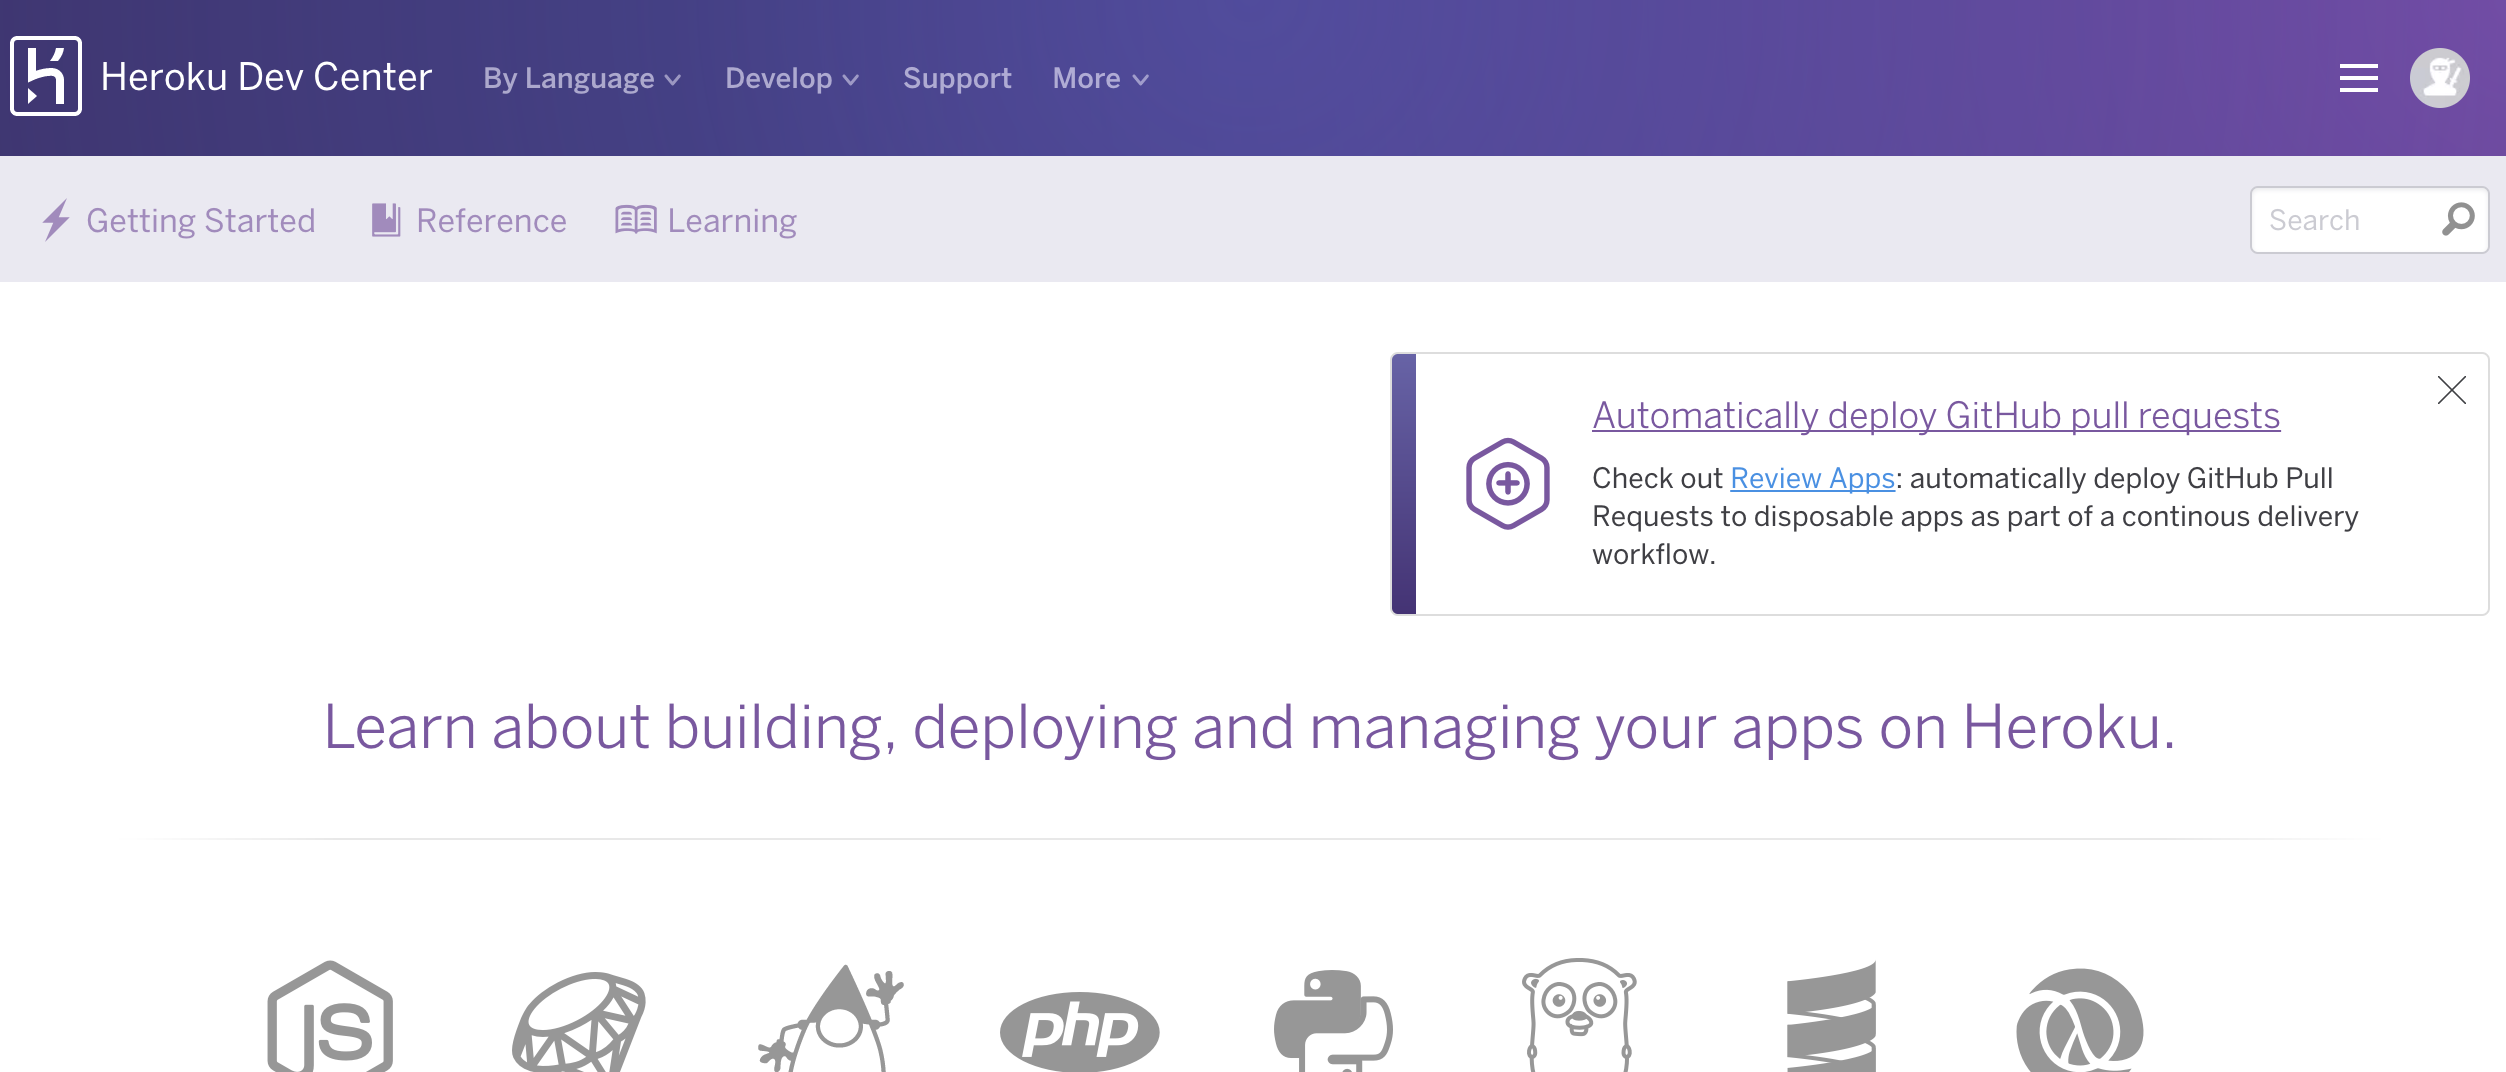 Heroku Dev Center
By Language
Develop
Support
More
Getting Started
Reference
Learning
Search
Automatically deploy GitHub pull requests
Check out Review Apps: automatically deploy GitHub Pull
Requests to disposable apps as part of a continous delivery
workflow.
Learn about building, deploying and managing your apps on Heroku.
JS
php